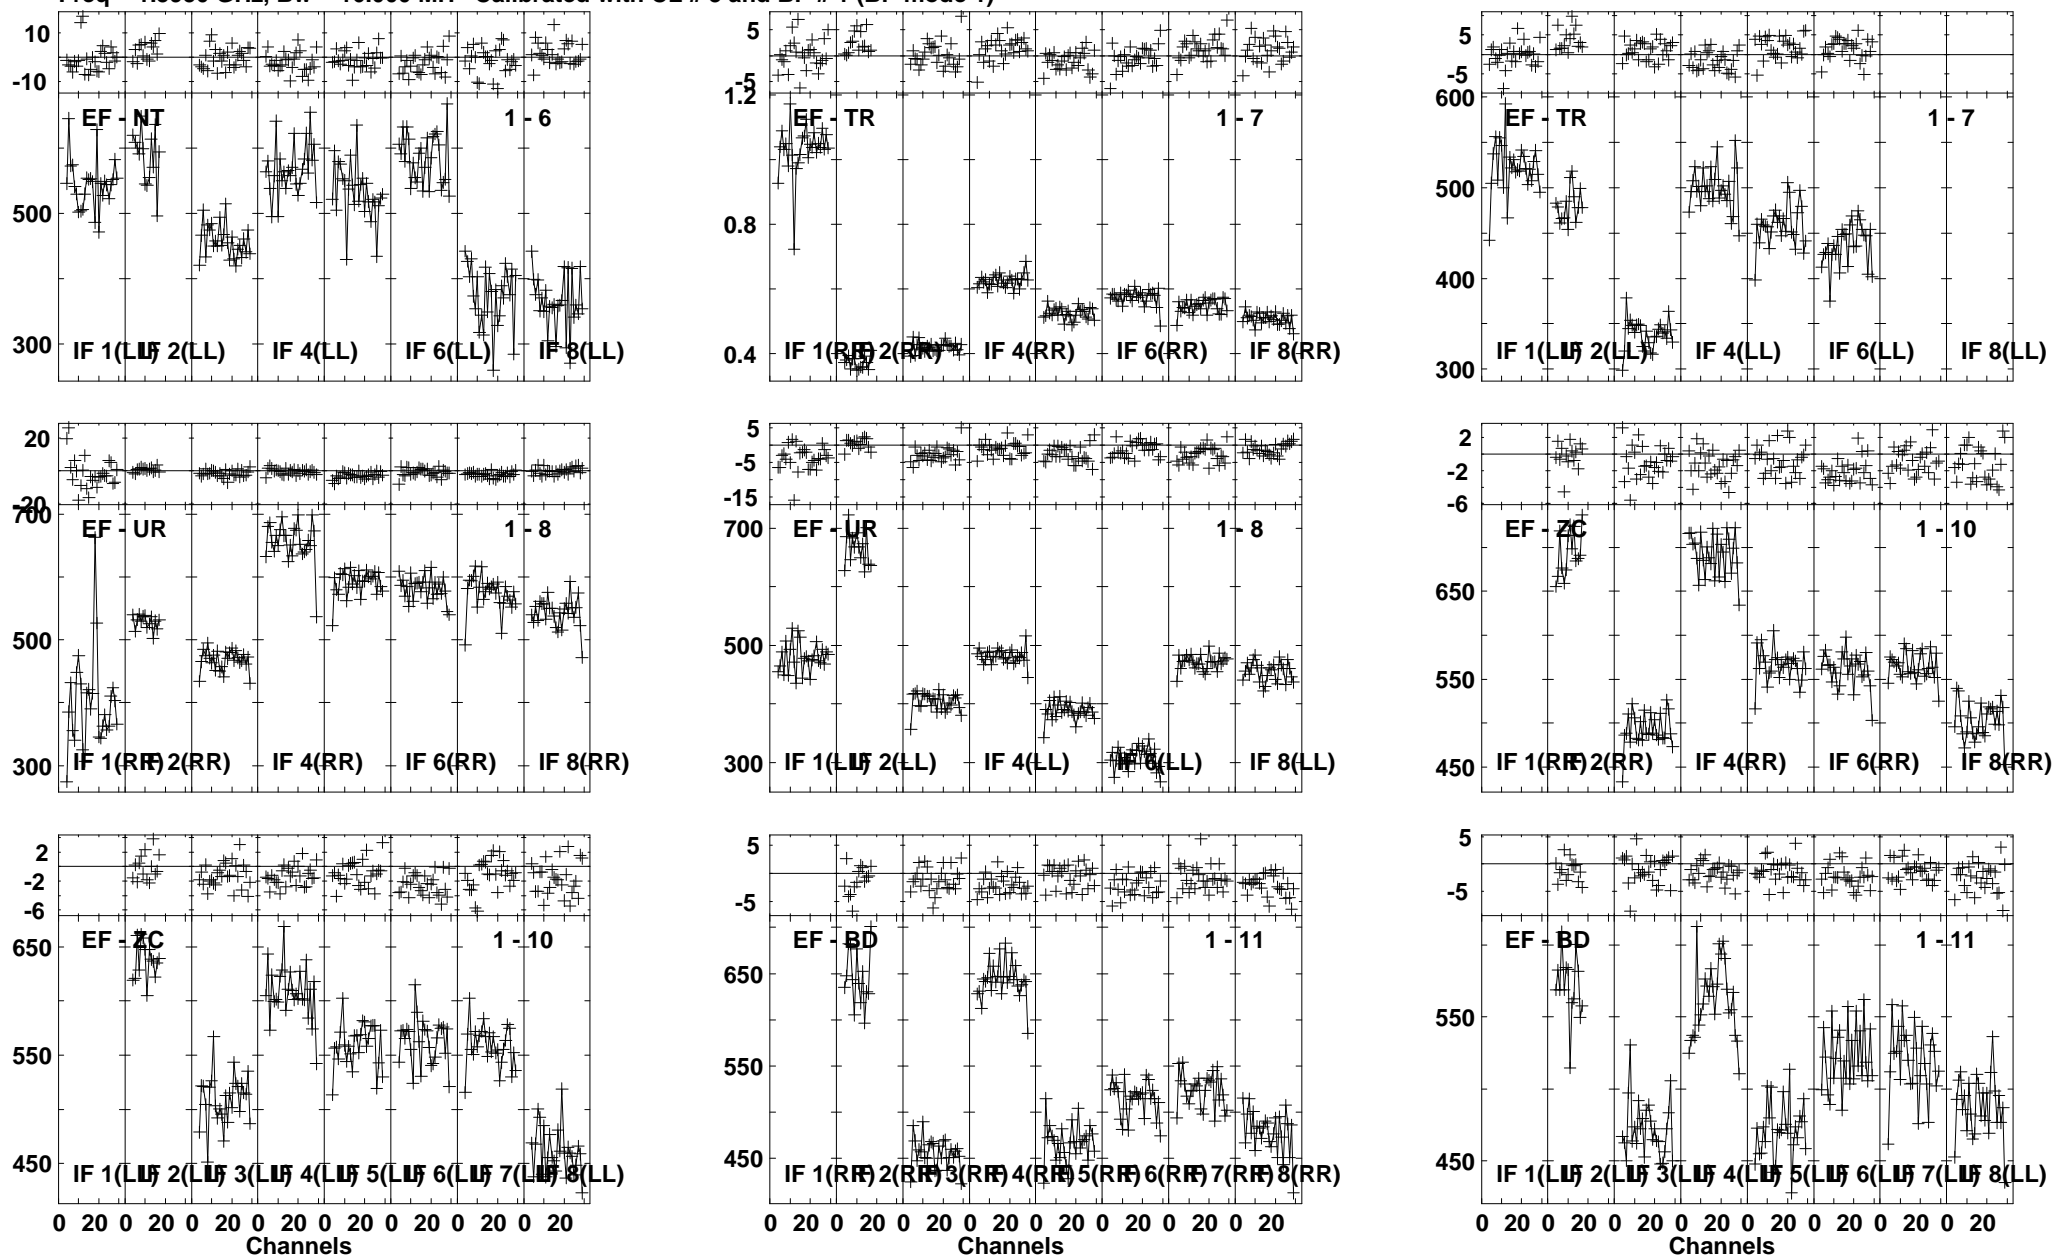 10
-10
EF - NT 1 - 6
500
300
IF 1(LL) IF 2(LL) IF 4(LL) IF 6(LL) IF 8(LL)
5
-5
1.2
EF - TR 1 - 7
0.8
0.4
IF 1(RR) IF 2(RR) IF 4(RR) IF 6(RR) IF 8(RR)
5
-5
600
EF - TR 1 - 7
500
400
300
IF 1(LL) IF 2(LL) IF 4(LL) IF 6(LL) IF 8(LL)
20
-20
700
EF - UR 1 - 8
500
300
IF 1(RR) IF 2(RR) IF 4(RR) IF 6(RR) IF 8(RR)
5
-5
-15
700
EF - UR 1 - 8
500
300
IF 1(LL) IF 2(LL) IF 4(LL) IF 6(LL) IF 8(LL)
2
-2
-6
EF - ZC 1 - 10
650
550
450
IF 1(RR) IF 2(RR) IF 4(RR) IF 6(RR) IF 8(RR)
2
-2
-6
EF - ZC 1 - 10
650
550
450
IF 1(LL) IF 2(LL) IF 3(LL) IF 4(LL) IF 5(LL) IF 6(LL) IF 7(LL) IF 8(LL)
0 20 0 20 0 20 0 20 0 20 0 20 0 20 0 20
Channels
5
-5
EF - BD 1 - 11
650
550
450
IF 1(RR) IF 2(RR) IF 3(RR) IF 4(RR) IF 5(RR) IF 6(RR) IF 7(RR) IF 8(RR)
0 20 0 20 0 20 0 20 0 20 0 20 0 20 0 20
Channels
5
-5
EF - BD 1 - 11
550
450
IF 1(LL) IF 2(LL) IF 3(LL) IF 4(LL) IF 5(LL) IF 6(LL) IF 7(LL) IF 8(LL)
0 20 0 20 0 20 0 20 0 20 0 20 0 20 0 20
Channels